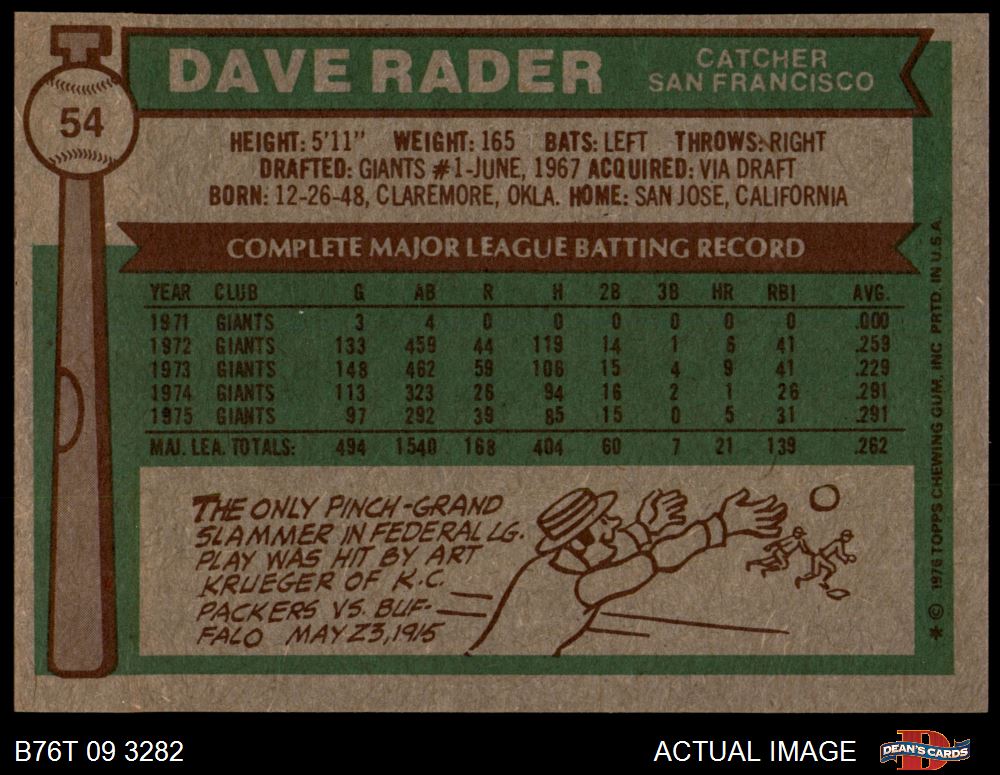 54
DAVE RADER
CATCHER
SAN FRANCISCO
HEIGHT: 5'11" WEIGHT: 165 BATS: LEFT THROWS: RIGHT
DRAFTED: GIANTS #1-JUNE, 1967 ACQUIRED: VIA DRAFT
BORN: 12-26-48, CLAREMORE, OKLA. HOME: SAN JOSE, CALIFORNIA
COMPLETE MAJOR LEAGUE BATTING RECORD
YEAR CLUB G AB R H 2B 3B HR RBI AVG.
1971 GIANTS 3 4 0 0 0 0 0 0 .000
1972 GIANTS 133 459 44 119 14 1 6 41 .259
1973 GIANTS 148 462 59 106 15 4 9 41 .229
1974 GIANTS 113 323 26 94 16 2 1 26 .291
1975 GIANTS 97 292 39 85 15 0 5 31 .291
MAJ. LEA. TOTALS: 494 1540 168 404 60 7 21 139 .262
THE ONLY PINCH-GRAND
SLAMMER IN FEDERAL LG.
PLAY WAS HIT BY ART
KRUEGER OF K.C.
PACKERS VS. BUF-
FALO MAY 23, 1915
* © 1976 TOPPS CHEWING GUM, INC. PRTD. IN U.S.A.
B76T 09 3282
ACTUAL IMAGE
D
DEAN'S CARDS